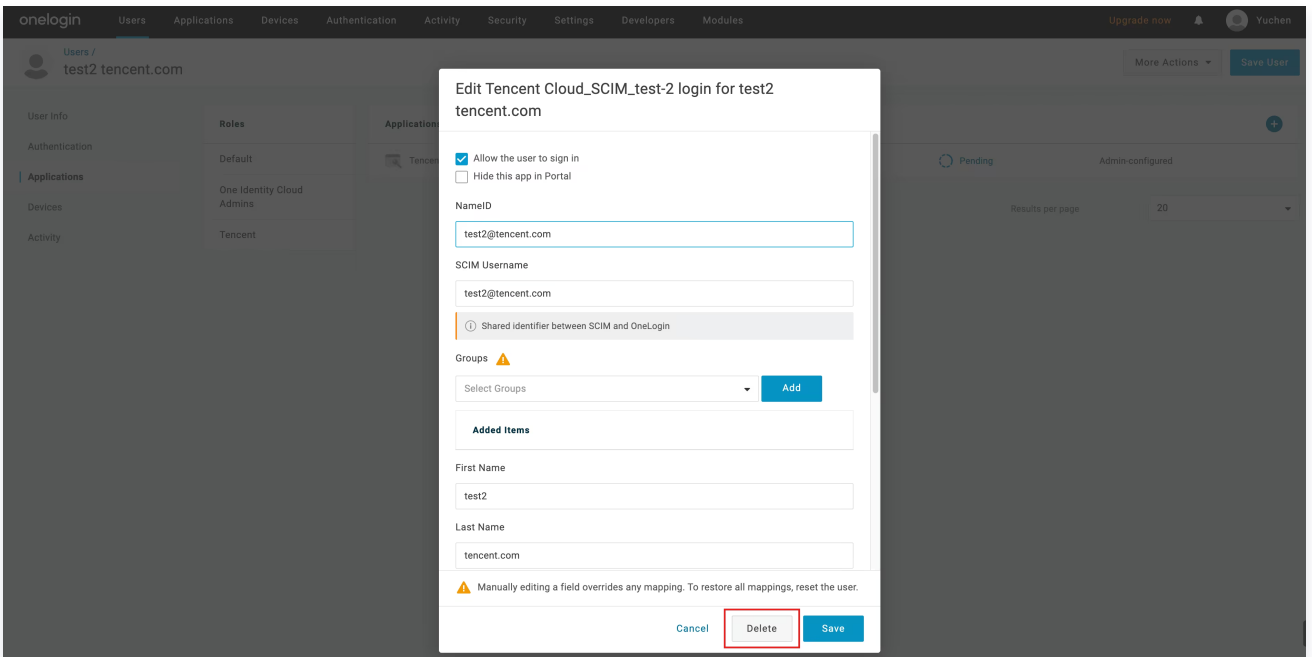 onelogin Users Applications Devices Authentication Activity Security Settings Developers Modules Upgrade now Yuchen
Users /
test2 tencent.com
More Actions Save User
User Info
Authentication
Applications
Devices
Activity
Roles
Default
One Identity Cloud
Admins
Tencent
Applications
Tencen
Pending Admin-configured
Results per page 20
Edit Tencent Cloud_SCIM_test-2 login for test2
tencent.com
Allow the user to sign in
Hide this app in Portal
NameID
test2@tencent.com
SCIM Username
test2@tencent.com
Shared identifier between SCIM and OneLogin
Groups
Select Groups Add
Added Items
First Name
test2
Last Name
tencent.com
Manually editing a field overrides any mapping. To restore all mappings, reset the user.
Cancel Delete Save